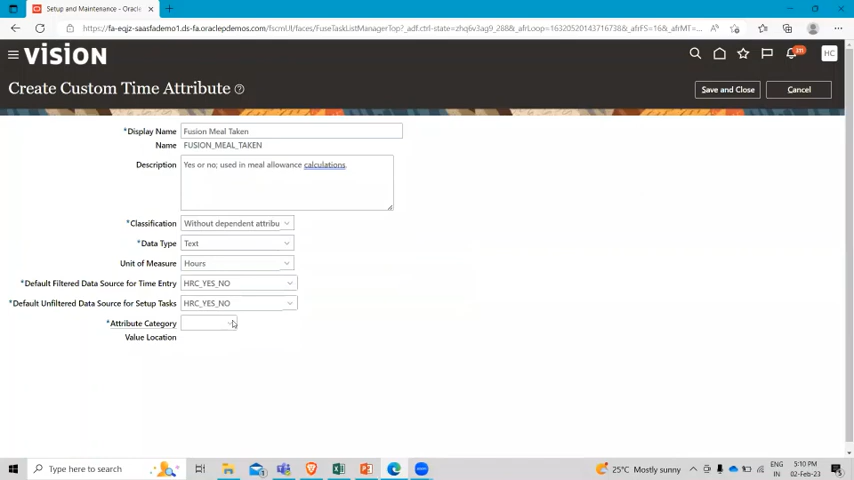 Setup and Maintenance - Oracle
https://fa-eqjz-saasfademo.ds-fa.oraclepdemos.com/fscmUI/faces/FuseTaskListManagerTop?_adf.ctrl-state=zhq6iv3ag9_288&_afrLoop=16320520143716738&_afrFS=16&_afrMT=...
VISION
HC
Create Custom Time Attribute
Save and Close
Cancel
*Display Name Fusion Meal Taken
Name FUSION_MEAL_TAKEN
Description Yes or no; used in meal allowance calculations.
*Classification Without dependent attribu
*Data Type Text
Unit of Measure Hours
*Default Filtered Data Source for Time Entry HRC_YES_NO
*Default Unfiltered Data Source for Setup Tasks HRC_YES_NO
*Attribute Category
Value Location
Type here to search
25°C Mostly sunny
ENG
IN
5:10 PM
02-Feb-23